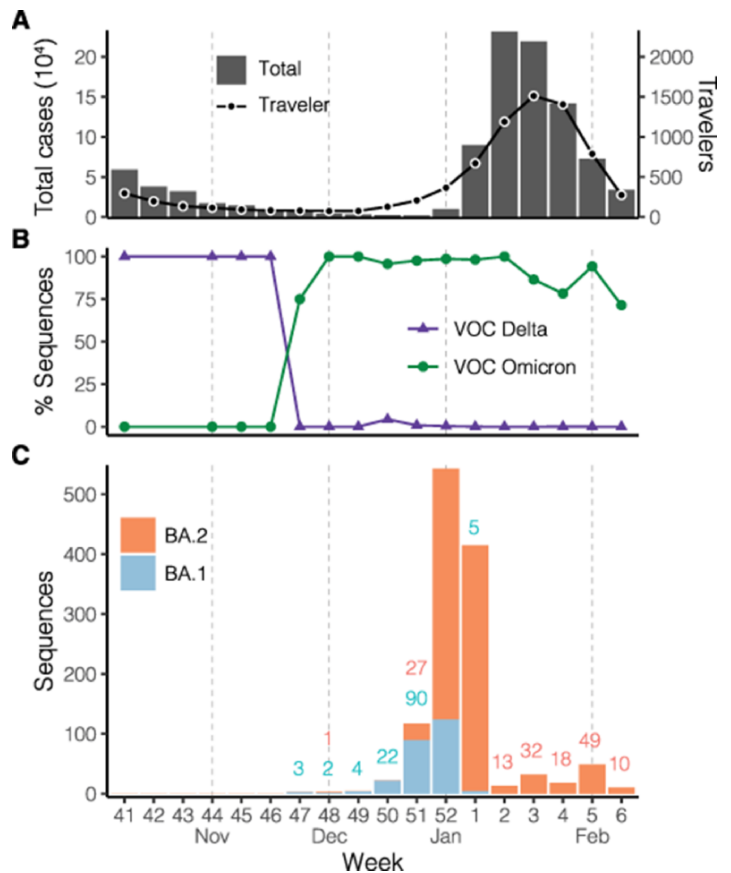 A
Total cases (10⁴)
20
15
10
5
0
Total
Traveler
2000
1500
1000
500
0
Travelers
B
% Sequences
100
75
50
25
0
VOC Delta
VOC Omicron
C
Sequences
500
400
300
200
100
0
BA.2
BA.1
5
27
90
1
3 2 4 22
13 32 18 49 10
41 42 43 44 45 46 47 48 49 50 51 52 1 2 3 4 5 6
Nov Dec Jan Feb
Week